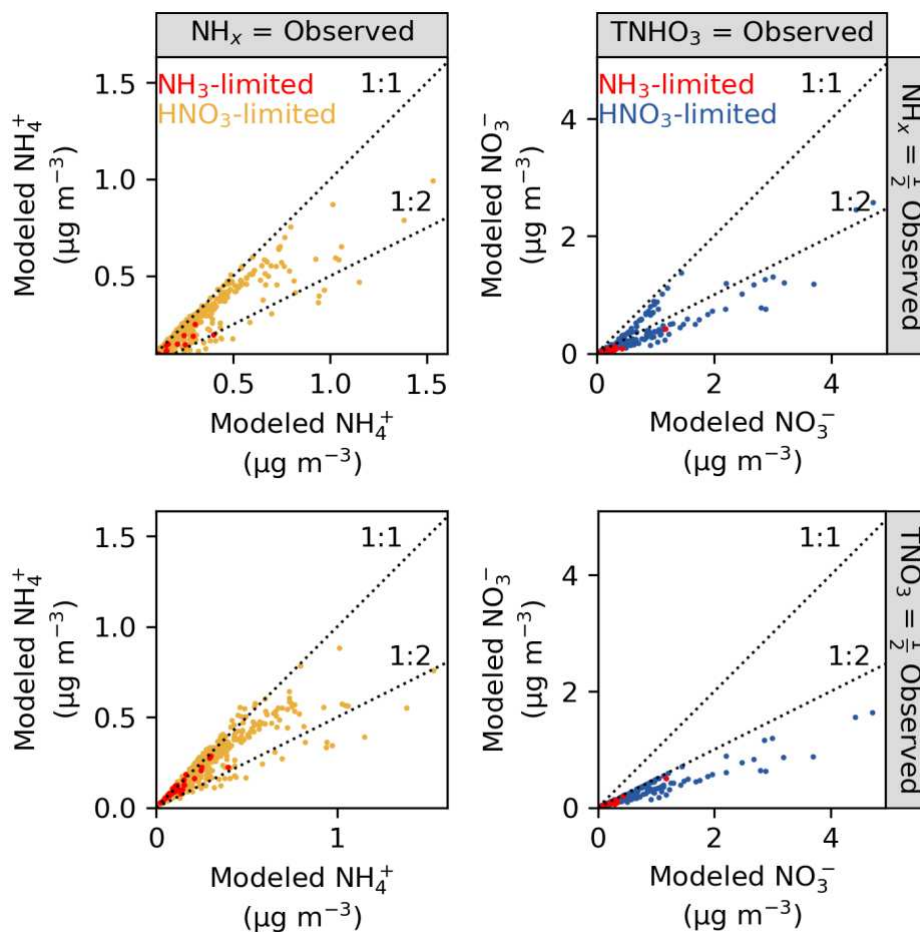 NHₓ = Observed
TNHO₃ = Observed
NH₃-limited
HNO₃-limited
1:1
1:2
1.5
1.0
0.5
0.5
1.0
1.5
Modeled NH₄⁺
(µg m⁻³)
Modeled NH₄⁺
(µg m⁻³)
NH₃-limited
HNO₃-limited
1:1
1:2
4
2
0
0
2
4
Modeled NO₃⁻
(µg m⁻³)
Modeled NO₃⁻
(µg m⁻³)
NHₓ = ½ Observed
1:1
1:2
1.5
1.0
0.5
0.0
0
1
Modeled NH₄⁺
(µg m⁻³)
Modeled NH₄⁺
(µg m⁻³)
1:1
1:2
4
2
0
0
2
4
Modeled NO₃⁻
(µg m⁻³)
Modeled NO₃⁻
(µg m⁻³)
TNO₃ = ½ Observed